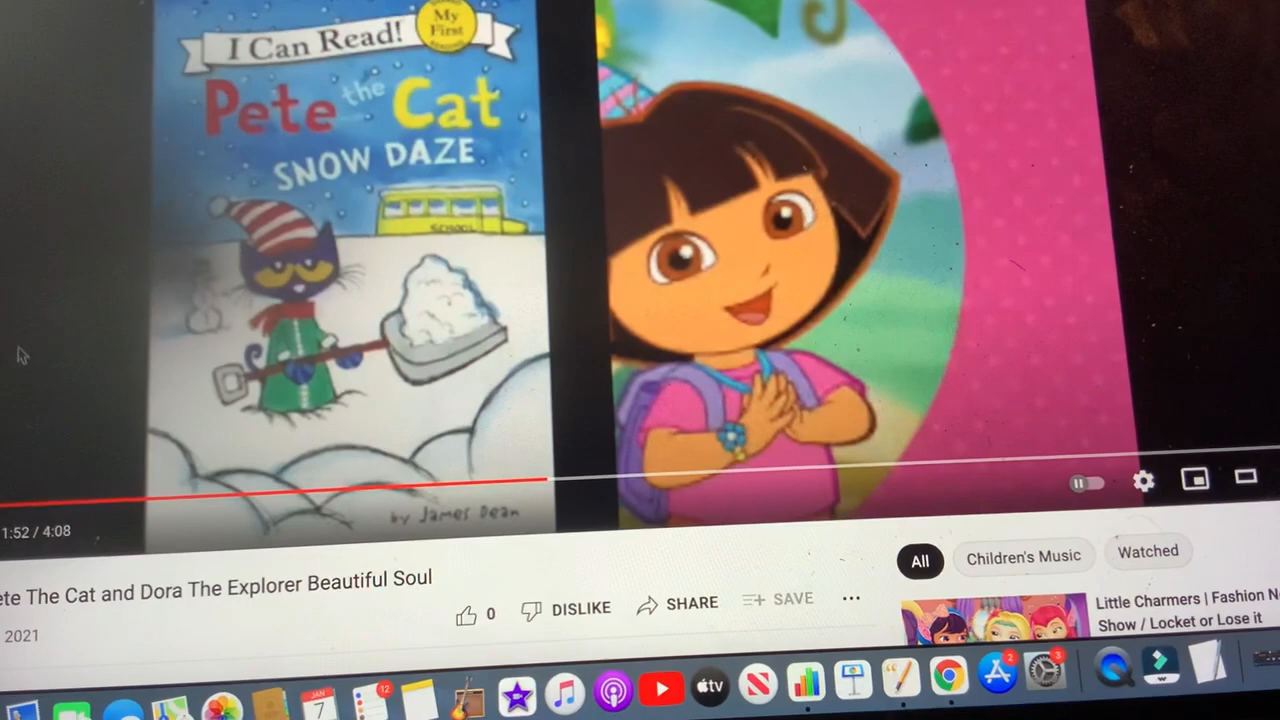 I Can Read!
My
First
Pete the Cat
SNOW DAZE
SCHOOL
by James Dean
1:52 / 4:08
ete The Cat and Dora The Explorer Beautiful Soul
2021
0
DISLIKE
SHARE
SAVE
All
Children's Music
Watched
Little Charmers | Fashion N
Show / Locket or Lose it
JAN
7
12
tv
2
3